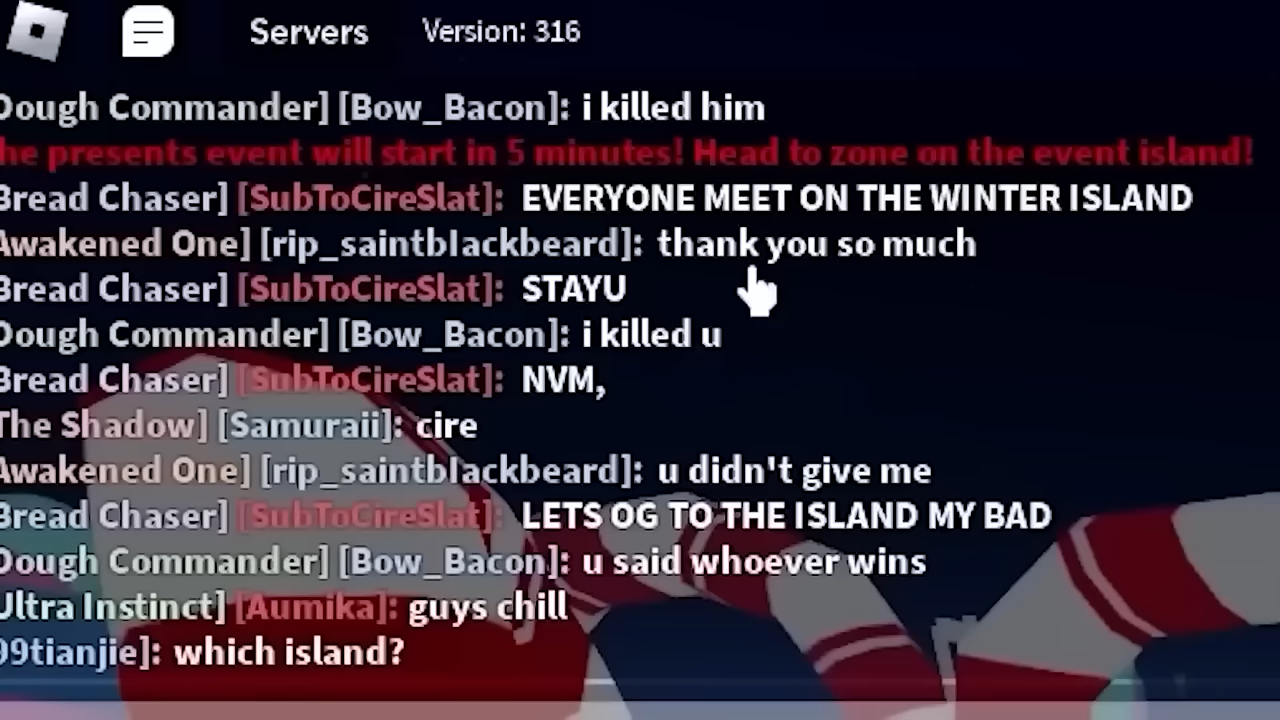 Servers Version: 316
Dough Commander] [Bow_Bacon]: i killed him
he presents event will start in 5 minutes! Head to zone on the event island!
Bread Chaser] [SubToCireSlat]: EVERYONE MEET ON THE WINTER ISLAND
Awakened One] [rip_saintbIackbeard]: thank you so much
Bread Chaser] [SubToCireSlat]: STAYU
Dough Commander] [Bow_Bacon]: i killed u
Bread Chaser] [SubToCireSlat]: NVM,
The Shadow] [Samuraii]: cire
Awakened One] [rip_saintbIackbeard]: u didn't give me
Bread Chaser] [SubToCireSlat]: LETS OG TO THE ISLAND MY BAD
Dough Commander] [Bow_Bacon]: u said whoever wins
Ultra Instinct] [Aumika]: guys chill
99tianjie]: which island?